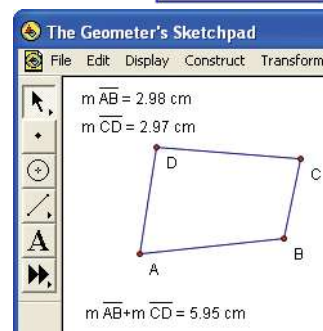 The Geometer's Sketchpad
File Edit Display Construct Transform
m AB = 2.98 cm
m CD = 2.97 cm
D
C
B
A
A
m AB+m CD = 5.95 cm